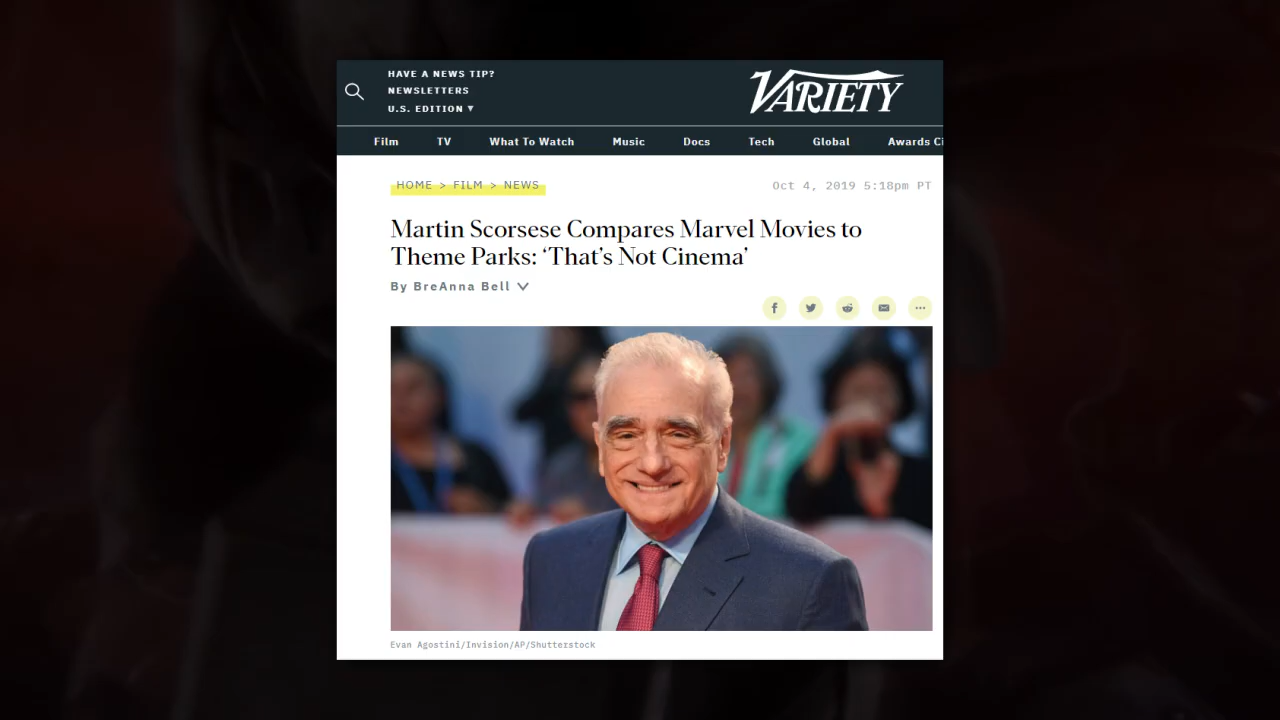 HAVE A NEWS TIP?
NEWSLETTERS
U.S. EDITION ▼
VARIETY
Film TV What To Watch Music Docs Tech Global Awards Ci
HOME > FILM > NEWS
Oct 4, 2019 5:18pm PT
Martin Scorsese Compares Marvel Movies to
Theme Parks: ‘That’s Not Cinema’
By BreAnna Bell
Evan Agostini/Invision/AP/Shutterstock